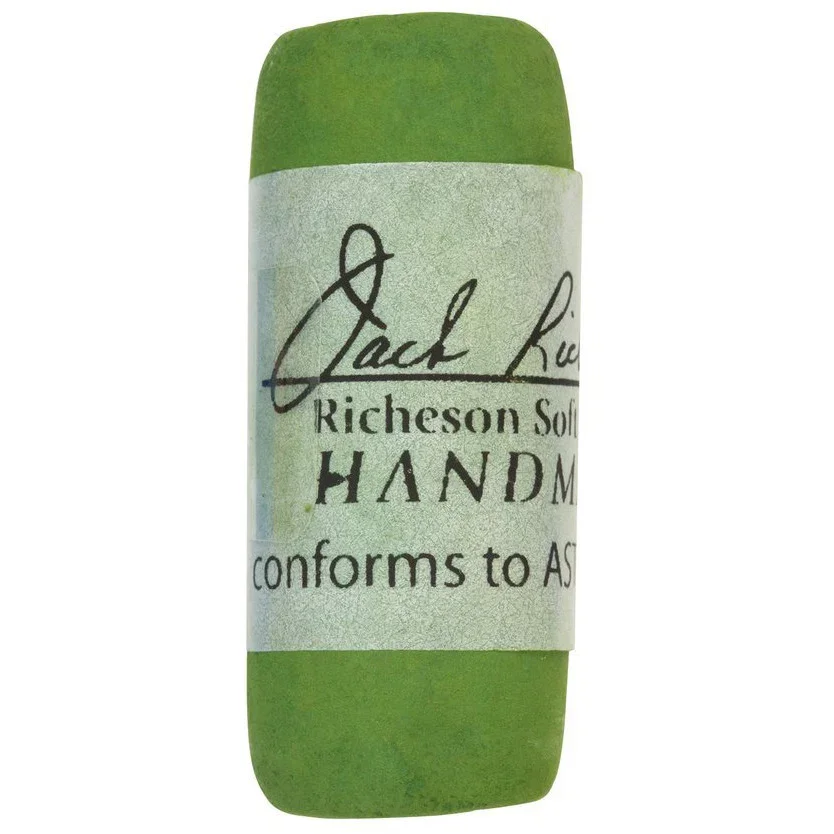 Jack Ric
Richeson Soft
HANDM
conforms to AST